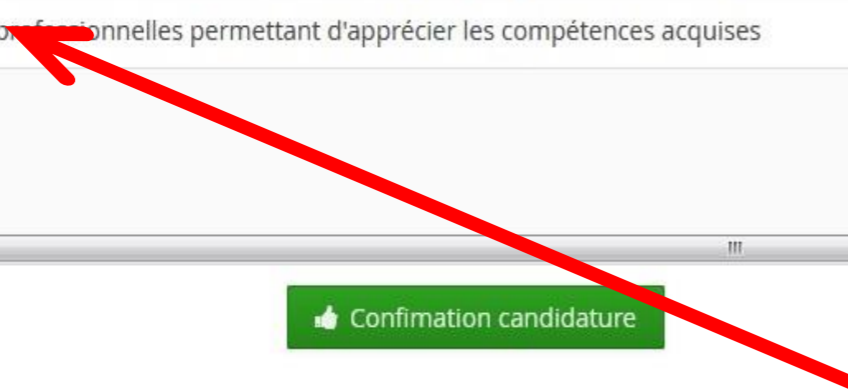 professionnelles permettant d'apprécier les compétences acquises
Confimation candidature